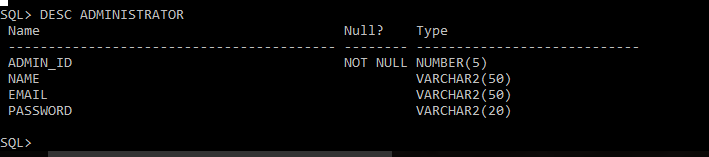 SQL> DESC ADMINISTRATOR
Name Null? Type
----------------------------------------- -------- ----------------------------
ADMIN_ID NOT NULL NUMBER(5)
NAME VARCHAR2(50)
EMAIL VARCHAR2(50)
PASSWORD VARCHAR2(20)
SQL>